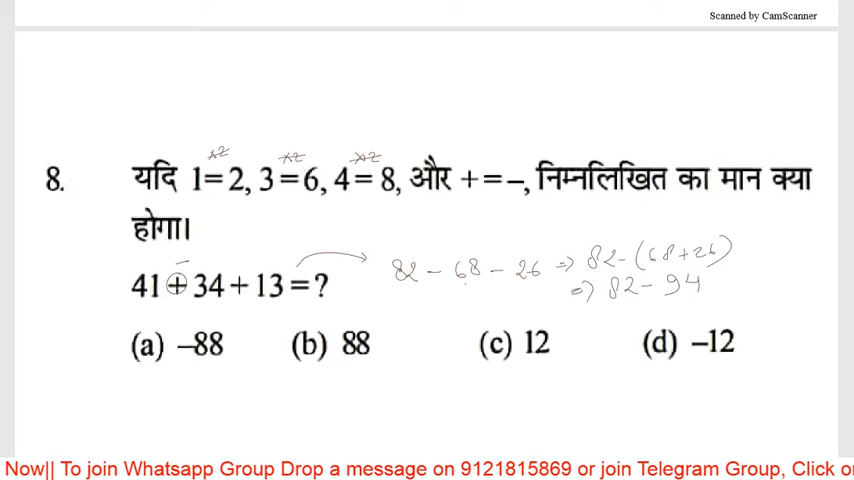 Scanned by CamScanner
×2 ×2 ×2
8. यदि 1=2, 3=6, 4=8, और +=–, निम्नलिखित का मान क्या
होगा।
41+34+13=?
82-68-26 => 82-(68+26)
=> 82-94
(a) –88 (b) 88 (c) 12 (d) –12
Now|| To join Whatsapp Group Drop a message on 9121815869 or join Telegram Group, Click o